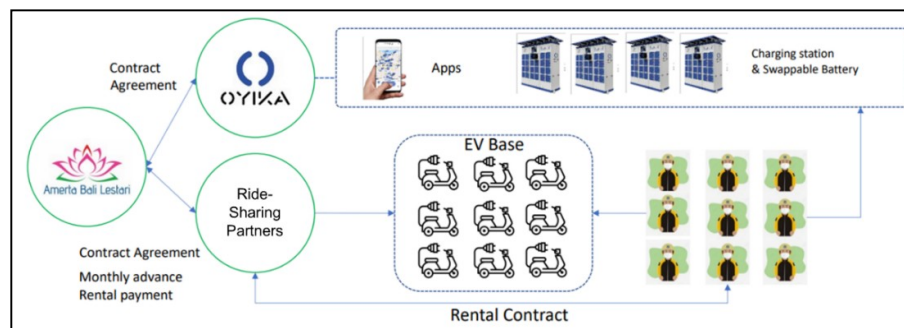 Contract
Agreement
OYIKA
Apps
Charging station
& Swappable Battery
Amerta Bali Lestari
Ride-
Sharing
Partners
EV Base
Contract Agreement
Monthly advance
Rental payment
Rental Contract